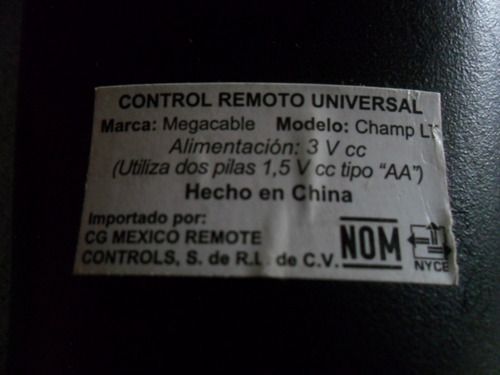 CONTROL REMOTO UNIVERSAL
Marca: Megacable Modelo: Champ LT
Alimentación: 3 V cc
(Utiliza dos pilas 1,5 V cc tipo “AA”)
Hecho en China
Importado por:
CG MEXICO REMOTE
CONTROLS, S. de R.L. de C.V.
NOM
NYCE